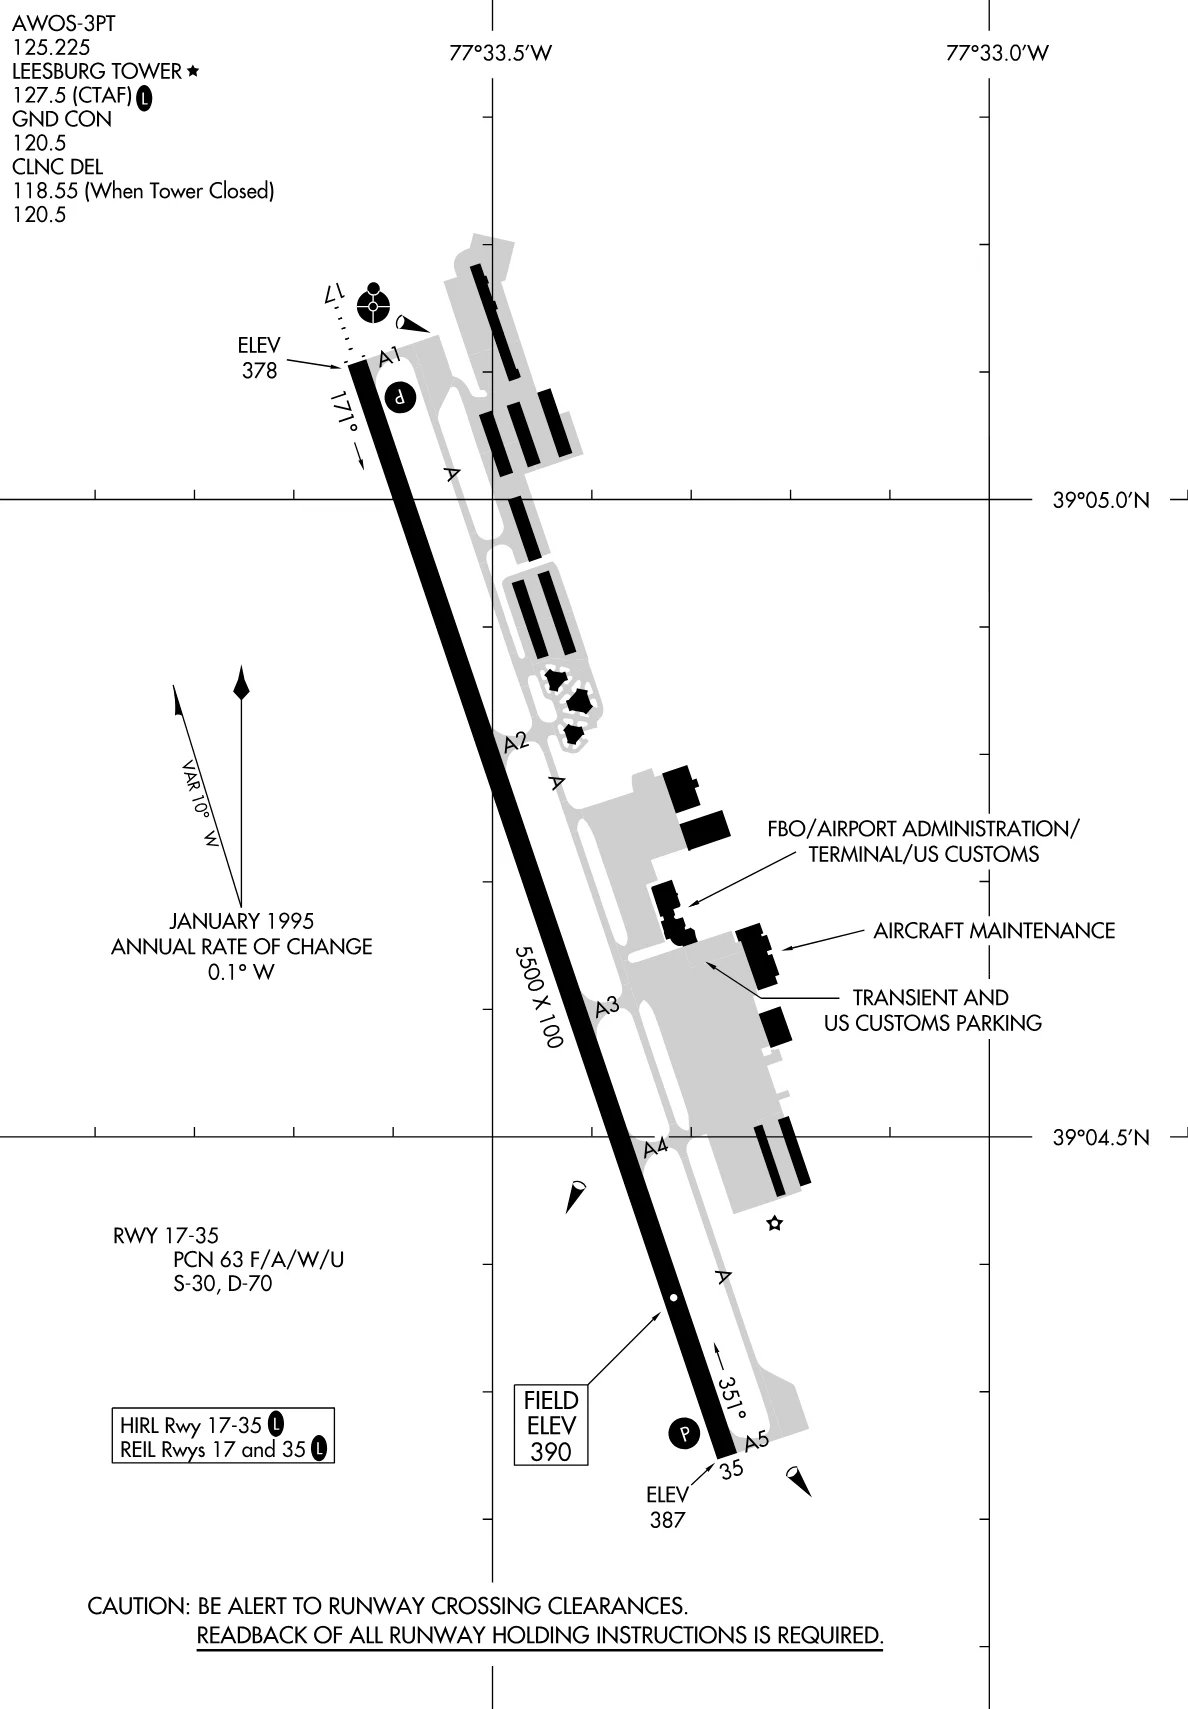 AWOS-3PT
125.225
LEESBURG TOWER
127.5 (CTAF) L
GND CON
120.5
CLNC DEL
118.55 (When Tower Closed)
120.5
77°33.5'W
77°33.0'W
17
ELEV
378
A1
P
171°
A
39°05.0'N
A2
A
VAR 10° W
JANUARY 1995
ANNUAL RATE OF CHANGE
0.1° W
FBO/AIRPORT ADMINISTRATION/
TERMINAL/US CUSTOMS
AIRCRAFT MAINTENANCE
TRANSIENT AND
US CUSTOMS PARKING
5500 X 100
A3
A4
39°04.5'N
RWY 17-35
PCN 63 F/A/W/U
S-30, D-70
A
FIELD
ELEV
390
351°
HIRL Rwy 17-35 L
REIL Rwys 17 and 35 L
P
A5
35
ELEV
387
CAUTION: BE ALERT TO RUNWAY CROSSING CLEARANCES.
READBACK OF ALL RUNWAY HOLDING INSTRUCTIONS IS REQUIRED.